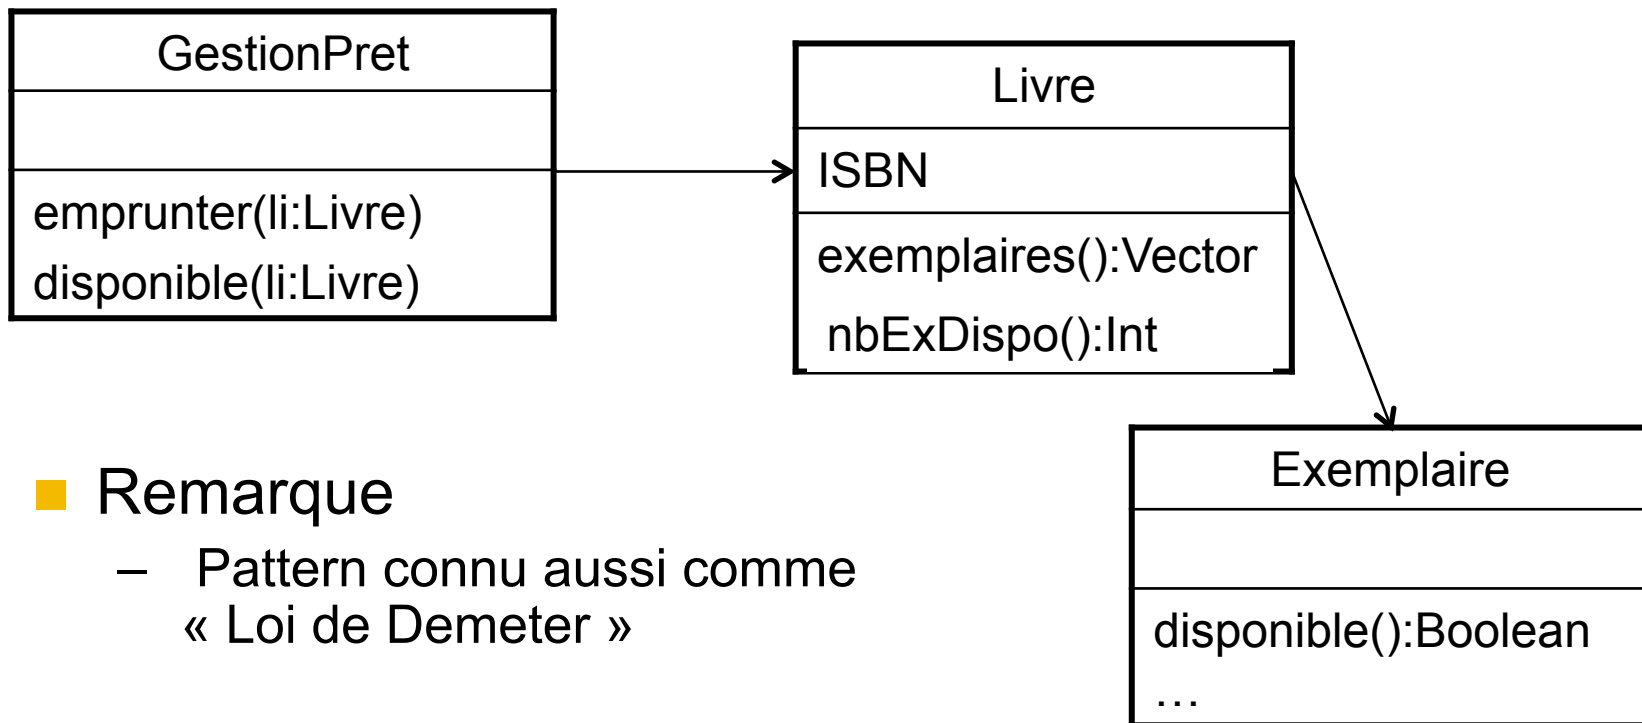 GestionPret
emprunter(li:Livre)
disponible(li:Livre)
Livre
ISBN
exemplaires():Vector
nbExDispo():Int
Exemplaire
disponible():Boolean
…
Remarque
– Pattern connu aussi comme
« Loi de Demeter »